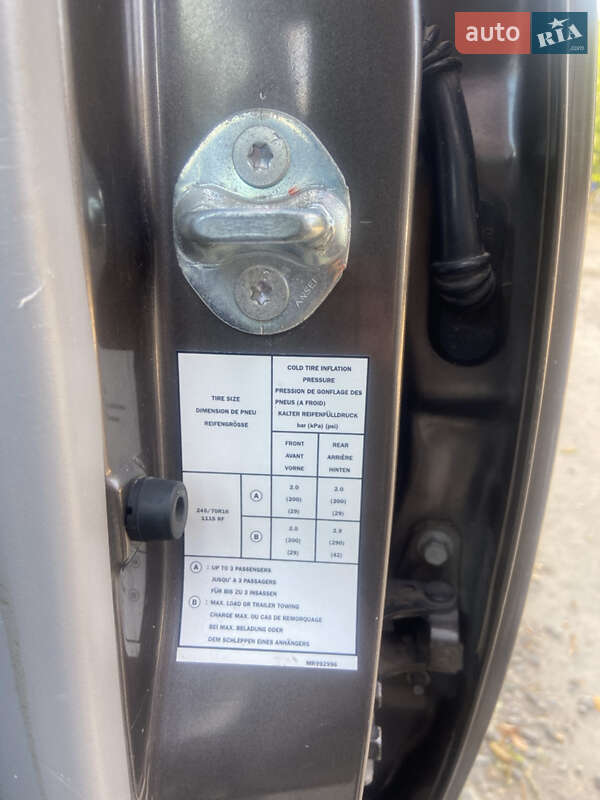 auto RIA .com
ANSEI
COLD TIRE INFLATION
PRESSURE
PRESSION DE GONFLAGE DES
PNEUS (A FROID)
KALTER REIFENFÜLLDRUCK
bar (kPa) (psi)
TIRE SIZE
DIMENSION DE PNEU
REIFENGRÖSSE
FRONT
AVANT
VORNE
REAR
ARRIÈRE
HINTEN
245/70R16
111S RF
A
2.0
(200)
(29)
2.0
(200)
(29)
B
2.0
(200)
(29)
2.9
(290)
(42)
A : UP TO 3 PASSENGERS
JUSQU'A 3 PASSAGERS
FÜR BIS ZU 3 INSASSEN
B : MAX. LOAD OR TRAILER TOWING
CHARGE MAX. OU CAS DE REMORQUAGE
BEI MAX. BELADUNG ODER
DEM SCHLEPPEN EINES ANHÄNGERS
MR992996